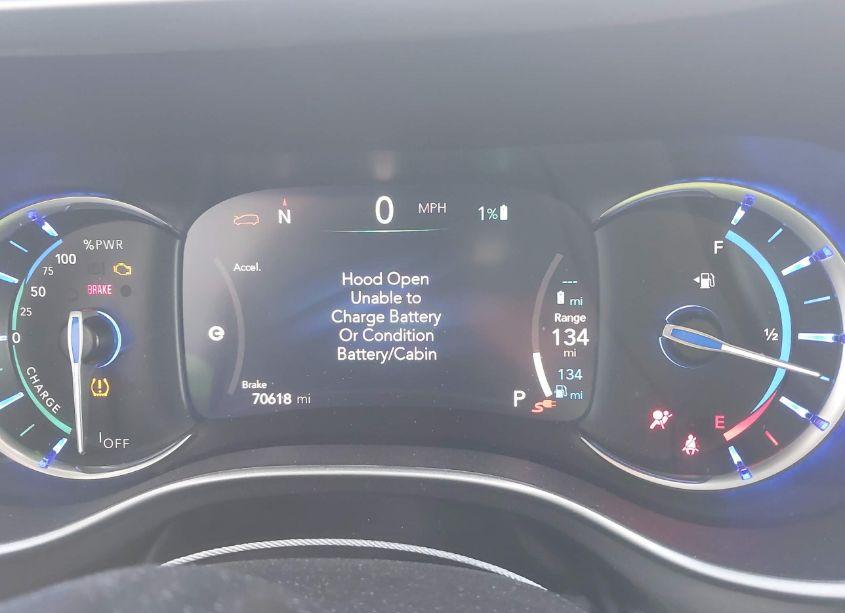 %PWR
100
75
50
25
0
CHARGE
BRAKE
OFF
N
0 MPH
1%
Accel.
Hood Open
Unable to
Charge Battery
Or Condition
Battery/Cabin
Brake
70618 mi
---
mi
Range
134
mi
134
mi
P
F
½
E